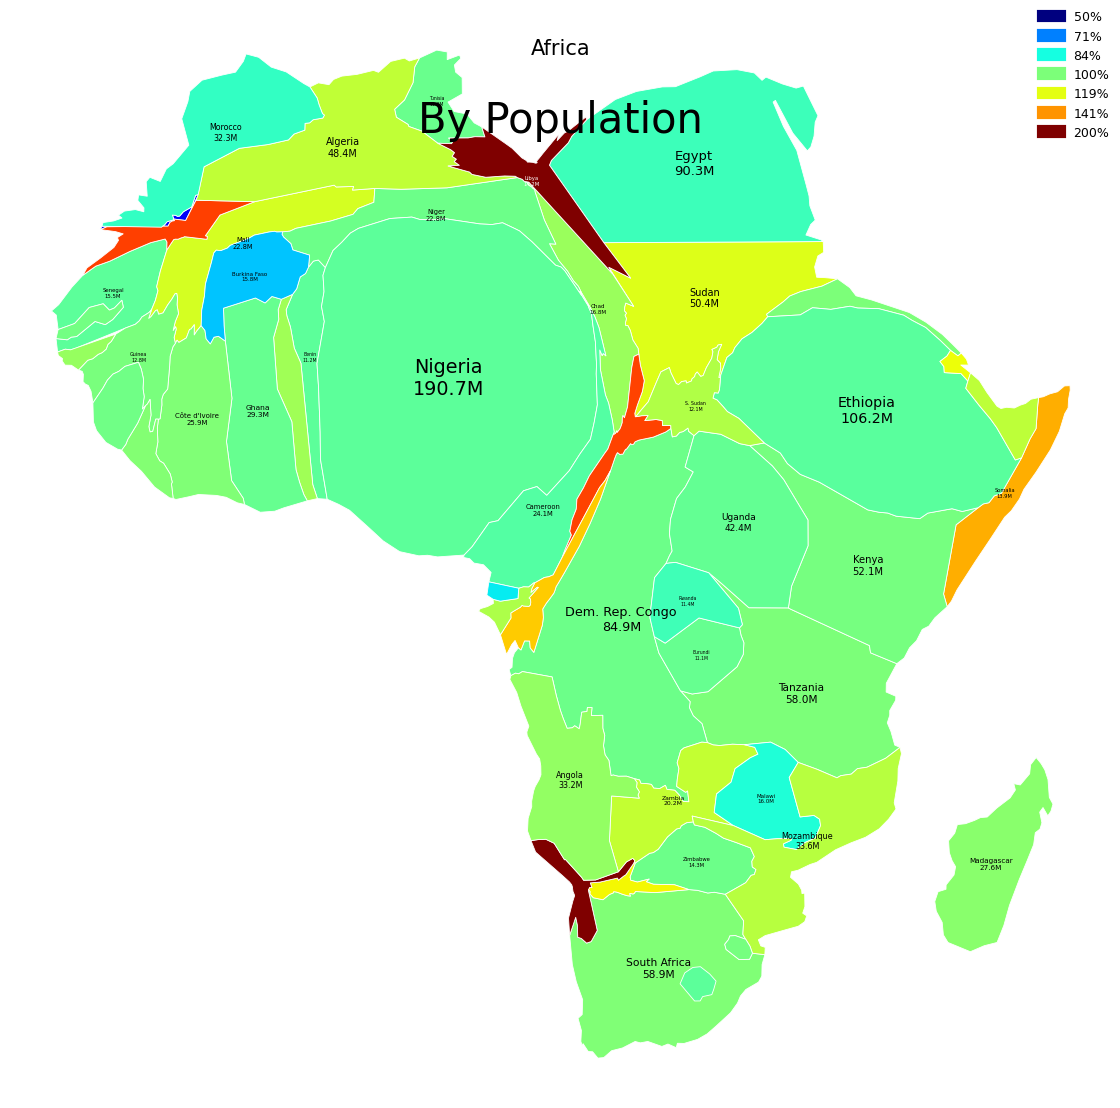 Africa
By Population
50%
71%
84%
100%
119%
141%
200%
Tunisia
Morocco
32.3M
Algeria
48.4M
Egypt
90.3M
Libya
Niger
22.8M
Mali
22.8M
Burkina Faso
15.8M
Senegal
15.5M
Chad
16.8M
Sudan
50.4M
Guinea
12.8M
Benin
11.2M
Nigeria
190.7M
Côte d'Ivoire
25.9M
Ghana
29.3M
S. Sudan
12.1M
Ethiopia
106.2M
Somalia
13.9M
Cameroon
24.1M
Uganda
42.4M
Kenya
52.1M
Rwanda
11.4M
Dem. Rep. Congo
84.9M
Burundi
11.1M
Tanzania
58.0M
Angola
33.2M
Zambia
20.2M
Malawi
16.0M
Mozambique
33.6M
Zimbabwe
14.3M
Madagascar
27.6M
South Africa
58.9M